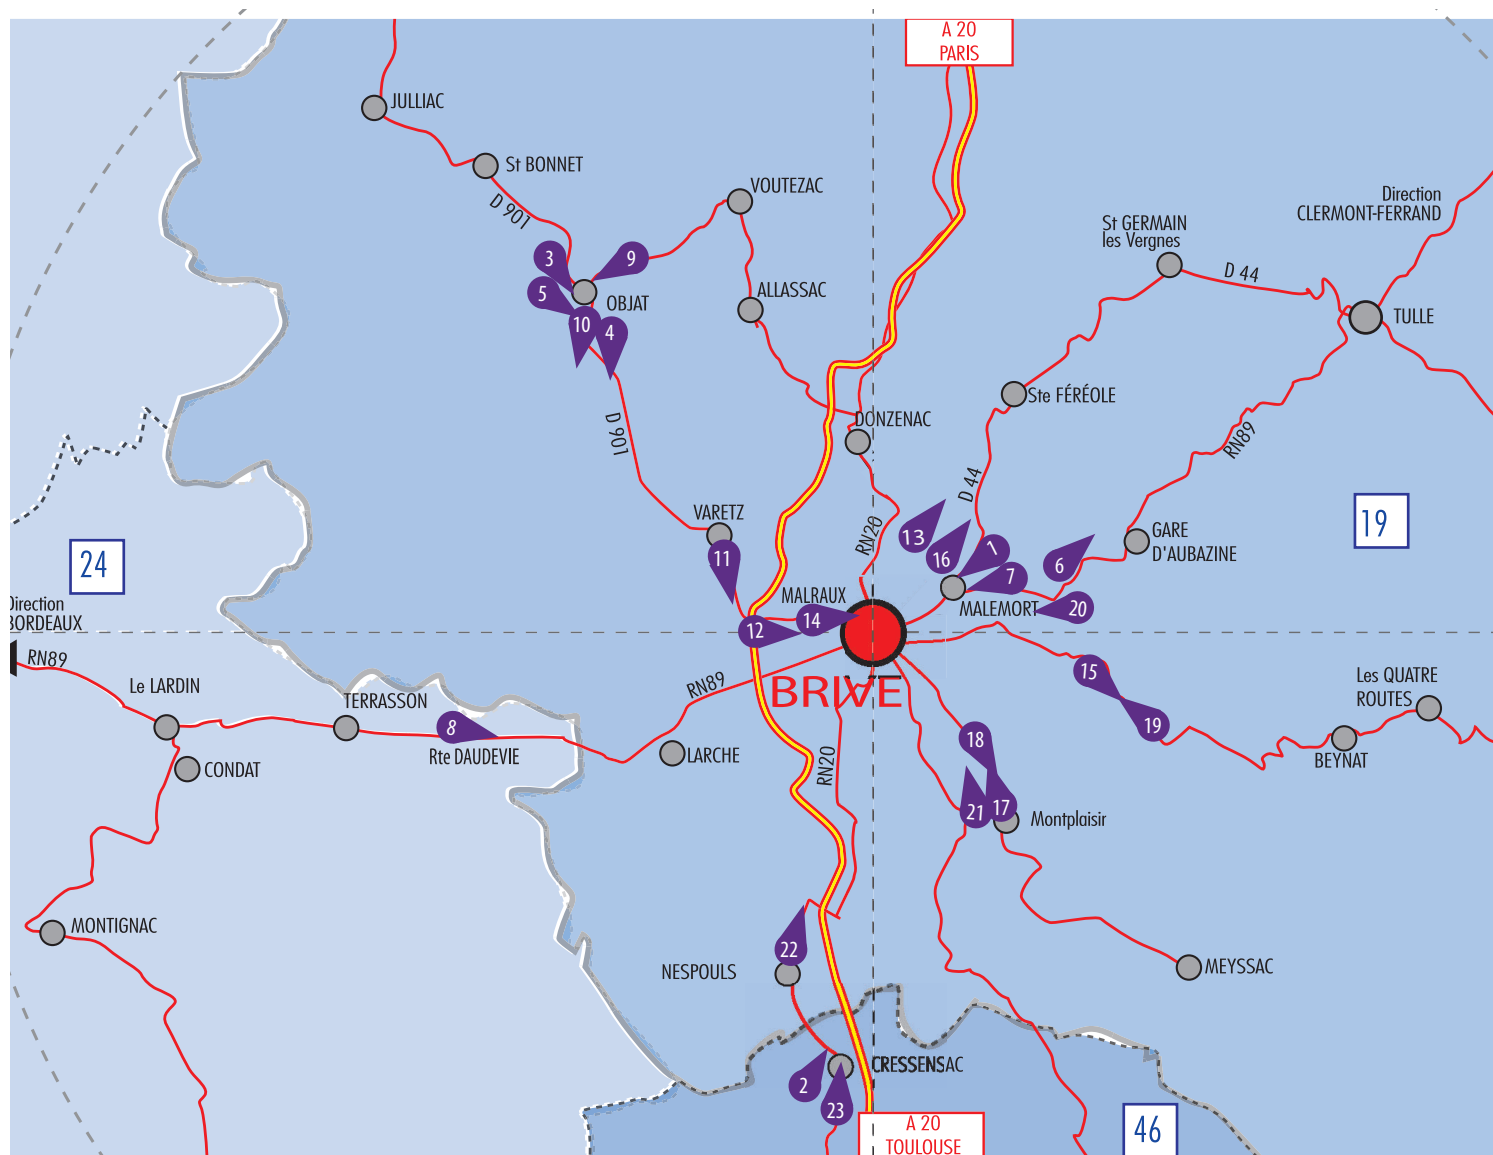 A 20
PARIS
JULLIAC
St BONNET
D 901
VOUTEZAC
Direction
CLERMONT-FERRAND
St GERMAIN
les Vergnes
D 44
3
9
5
OBJAT
ALLASSAC
10
4
TULLE
Ste FÉRÉOLE
D 901
DONZENAC
RN89
D 44
VARETZ
RN20
13
16
1
19
GARE
D'AUBAZINE
24
11
6
7
MALRAUX
MALEMORT
20
Direction
BORDEAUX
14
12
RN89
15
Les QUATRE
ROUTES
Le LARDIN
RN89
BRIVE
TERRASSON
8
Rte DAUDEVIE
19
18
LARCHE
CONDAT
RN20
BEYNAT
21
17
Montplaisir
MONTIGNAC
22
NESPOULS
MEYSSAC
CRESSENSAC
2
23
A 20
TOULOUSE
46